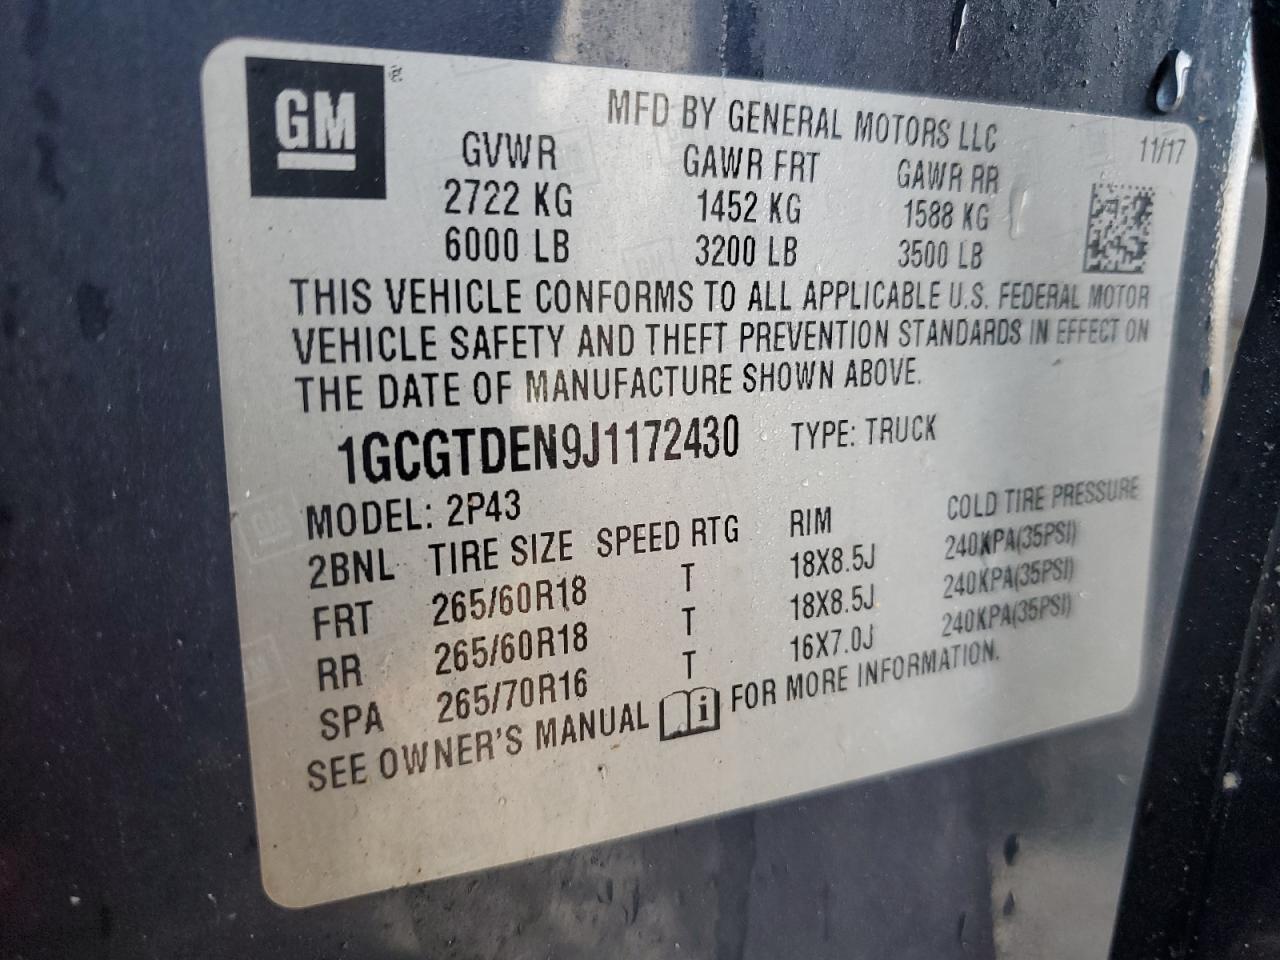 GM ®
MFD BY GENERAL MOTORS LLC
11/17
GVWR GAWR FRT GAWR RR
2722 KG 1452 KG 1588 KG
6000 LB 3200 LB 3500 LB
THIS VEHICLE CONFORMS TO ALL APPLICABLE U.S. FEDERAL MOTOR
VEHICLE SAFETY AND THEFT PREVENTION STANDARDS IN EFFECT ON
THE DATE OF MANUFACTURE SHOWN ABOVE.
1GCGTDEN9J1172430 TYPE: TRUCK
MODEL: 2P43
2BNL TIRE SIZE SPEED RTG RIM COLD TIRE PRESSURE
FRT 265/60R18 T 18X8.5J 240KPA(35PSI)
RR 265/60R18 T 18X8.5J 240KPA(35PSI)
SPA 265/70R16 T 16X7.0J 240KPA(35PSI)
SEE OWNER'S MANUAL i FOR MORE INFORMATION.